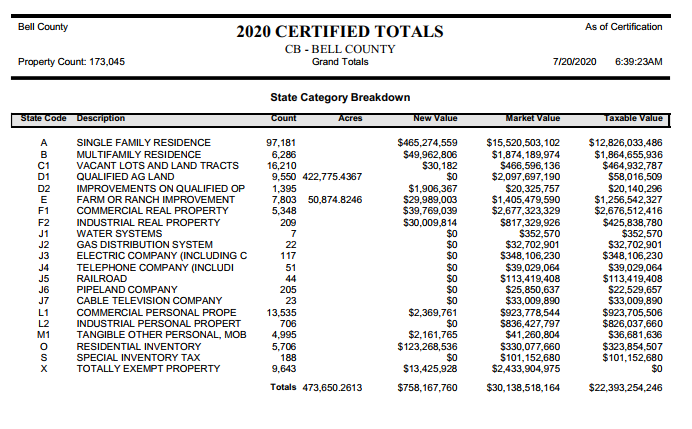 Bell County
2020 CERTIFIED TOTALS
As of Certification
CB - BELL COUNTY
Property Count: 173,045
Grand Totals
7/20/2020 6:39:23AM
State Category Breakdown
State Code Description Count Acres New Value Market Value Taxable Value
A SINGLE FAMILY RESIDENCE 97,181 $465,274,559 $15,520,503,102 $12,826,033,486
B MULTIFAMILY RESIDENCE 6,286 $49,962,806 $1,874,189,974 $1,864,655,936
C1 VACANT LOTS AND LAND TRACTS 16,210 $30,182 $466,596,136 $464,932,787
D1 QUALIFIED AG LAND 9,550 422,775.4367 $0 $2,097,697,190 $58,016,509
D2 IMPROVEMENTS ON QUALIFIED OP 1,395 $1,906,367 $20,325,757 $20,140,296
E FARM OR RANCH IMPROVEMENT 7,803 50,874.8246 $29,989,003 $1,405,479,590 $1,256,542,327
F1 COMMERCIAL REAL PROPERTY 5,348 $39,769,039 $2,677,323,329 $2,676,512,416
F2 INDUSTRIAL REAL PROPERTY 209 $30,009,814 $817,329,926 $425,838,780
J1 WATER SYSTEMS 7 $0 $352,570 $352,570
J2 GAS DISTRIBUTION SYSTEM 22 $0 $32,702,901 $32,702,901
J3 ELECTRIC COMPANY (INCLUDING C 117 $0 $348,106,230 $348,106,230
J4 TELEPHONE COMPANY (INCLUDI 51 $0 $39,029,064 $39,029,064
J5 RAILROAD 44 $0 $113,419,408 $113,419,408
J6 PIPELAND COMPANY 205 $0 $25,850,637 $22,529,657
J7 CABLE TELEVISION COMPANY 23 $0 $33,009,890 $33,009,890
L1 COMMERCIAL PERSONAL PROPE 13,535 $2,369,761 $923,778,544 $923,705,506
L2 INDUSTRIAL PERSONAL PROPERT 706 $0 $836,427,797 $826,037,660
M1 TANGIBLE OTHER PERSONAL, MOB 4,995 $2,161,765 $41,260,804 $36,681,636
O RESIDENTIAL INVENTORY 5,706 $123,268,536 $330,077,660 $323,854,507
S SPECIAL INVENTORY TAX 188 $0 $101,152,680 $101,152,680
X TOTALLY EXEMPT PROPERTY 9,643 $13,425,928 $2,433,904,975 $0
Totals 473,650.2613 $758,167,760 $30,138,518,164 $22,393,254,246